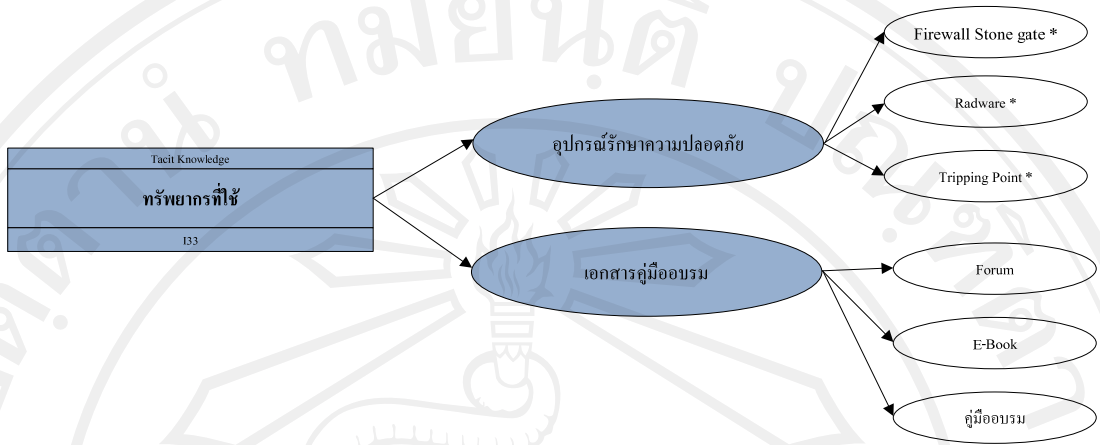 Tacit Knowledge
ทรัพยากรที่ใช้
I33
อุปกรณ์รักษาความปลอดภัย
Firewall Stone gate *
Radware *
Tripping Point *
เอกสารคู่มืออบรม
Forum
E-Book
คู่มืออบรม